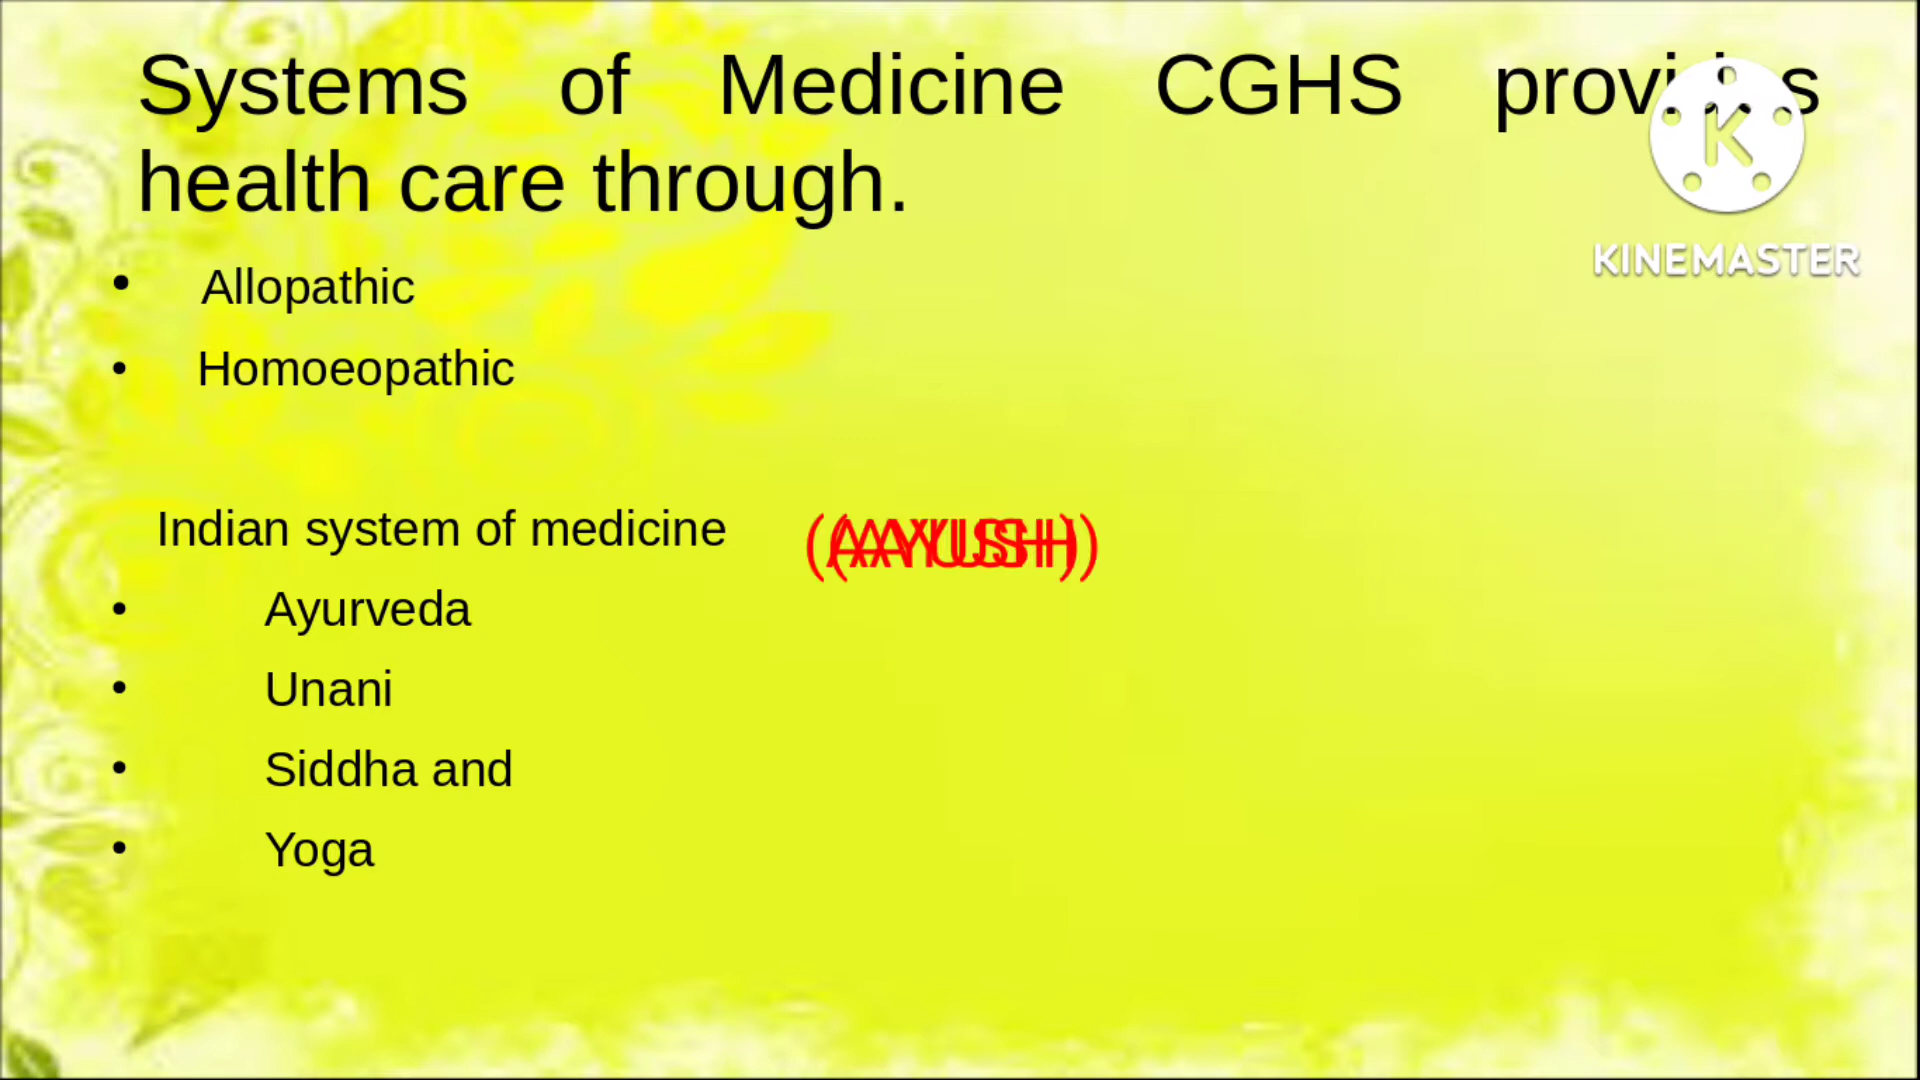 Systems of Medicine CGHS provides
health care through.
K
KINEMASTER
• Allopathic
• Homoeopathic
Indian system of medicine
• Ayurveda
• Unani
• Siddha and
• Yoga